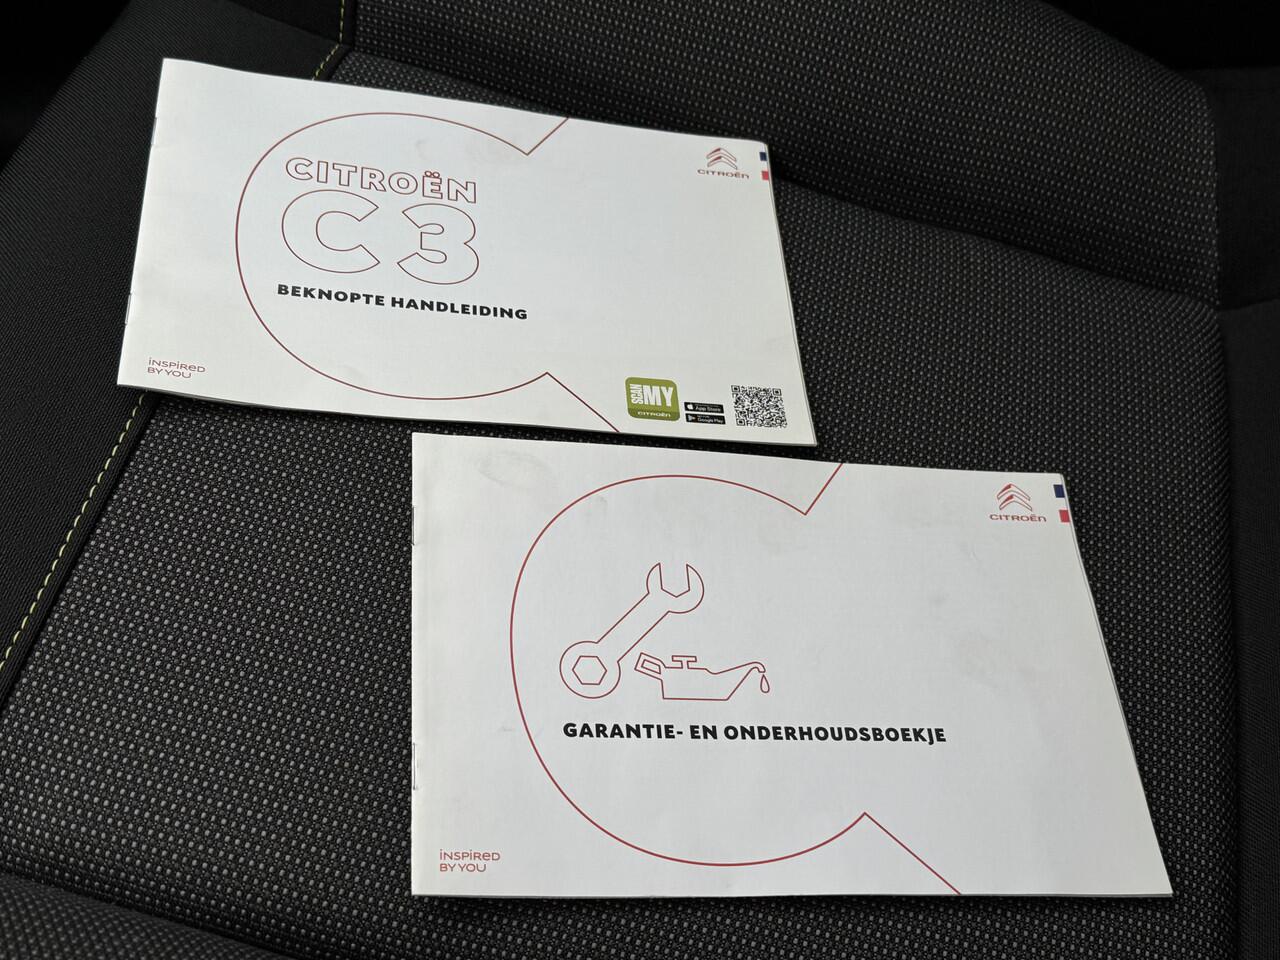 CITROËN
CITROËN
C3
BEKNOPTE HANDLEIDING
iNSPiRED
BY YOU
SCAN
MY
CITROËN
App Store
Google Play
CITROËN
GARANTIE- EN ONDERHOUDSBOEKJE
iNSPiRED
BY YOU